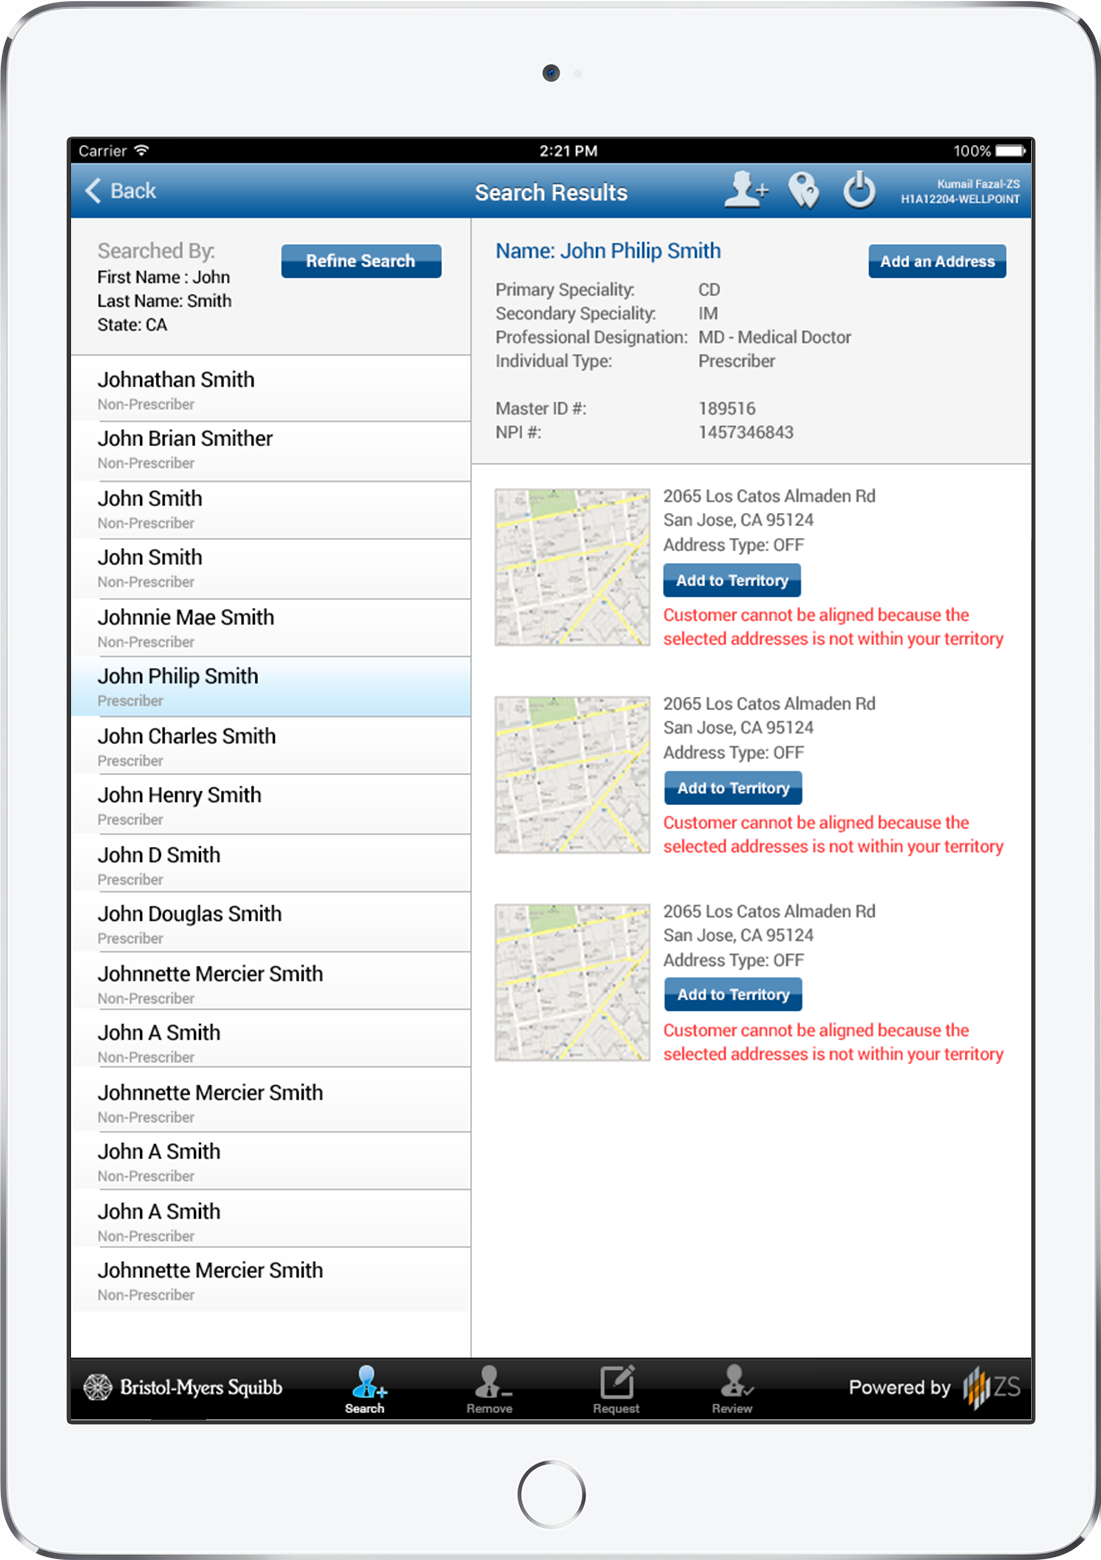 Carrier
2:21 PM
100%
Back
Search Results
Kumail Fazal-ZS
H1A12204-WELLPOINT
Searched By:
First Name : John
Last Name: Smith
State: CA
Refine Search
Johnathan Smith
Non-Prescriber
John Brian Smither
Non-Prescriber
John Smith
Non-Prescriber
John Smith
Non-Prescriber
Johnnie Mae Smith
Non-Prescriber
John Philip Smith
Prescriber
John Charles Smith
Prescriber
John Henry Smith
Prescriber
John D Smith
Prescriber
John Douglas Smith
Prescriber
Johnnette Mercier Smith
Non-Prescriber
John A Smith
Non-Prescriber
Johnnette Mercier Smith
Non-Prescriber
John A Smith
Non-Prescriber
John A Smith
Non-Prescriber
Johnnette Mercier Smith
Non-Prescriber
Name: John Philip Smith
Add an Address
Primary Speciality: CD
Secondary Speciality: IM
Professional Designation: MD - Medical Doctor
Individual Type: Prescriber
Master ID #: 189516
NPI #: 1457346843
2065 Los Catos Almaden Rd
San Jose, CA 95124
Address Type: OFF
Add to Territory
Customer cannot be aligned because the
selected addresses is not within your territory
2065 Los Catos Almaden Rd
San Jose, CA 95124
Address Type: OFF
Add to Territory
Customer cannot be aligned because the
selected addresses is not within your territory
2065 Los Catos Almaden Rd
San Jose, CA 95124
Address Type: OFF
Add to Territory
Customer cannot be aligned because the
selected addresses is not within your territory
Bristol-Myers Squibb
Search
Remove
Request
Review
Powered by ZS